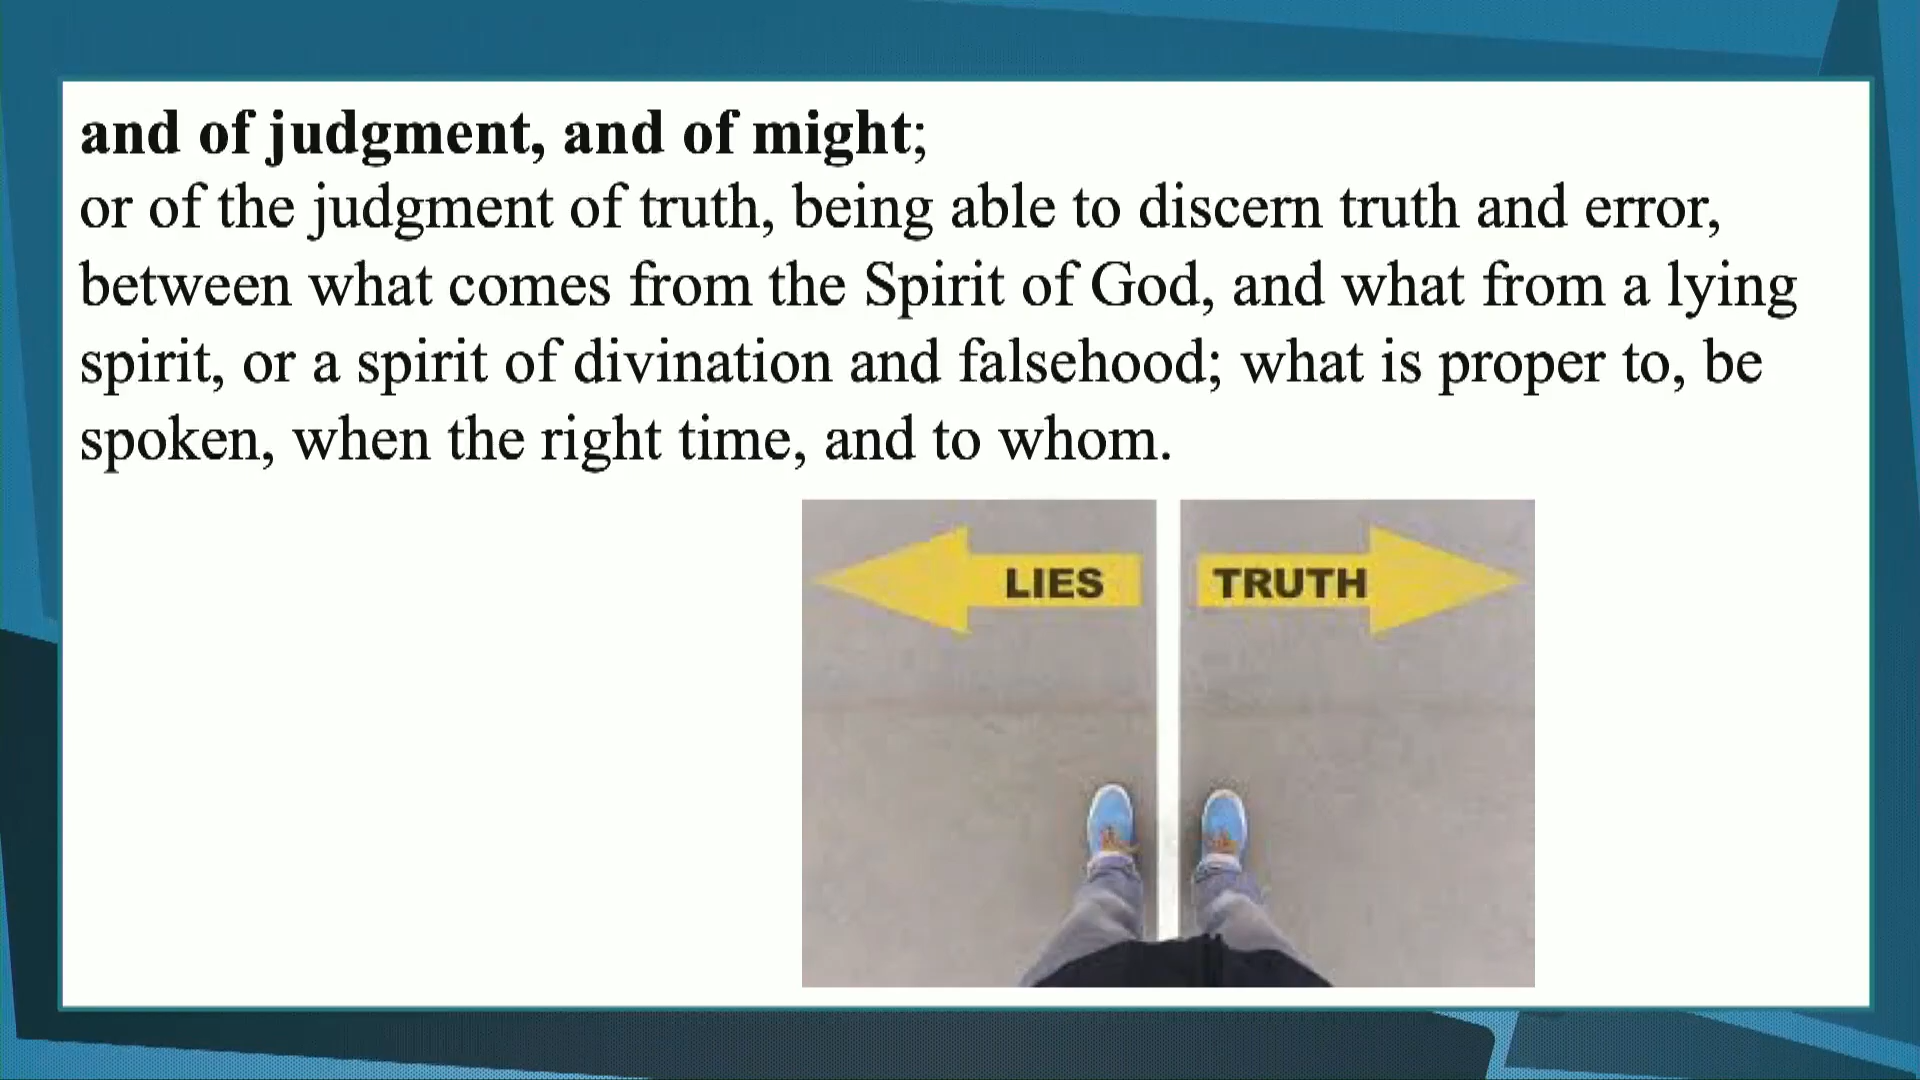 and of judgment, and of might;
or of the judgment of truth, being able to discern truth and error,
between what comes from the Spirit of God, and what from a lying
spirit, or a spirit of divination and falsehood; what is proper to, be
spoken, when the right time, and to whom.
LIES
TRUTH